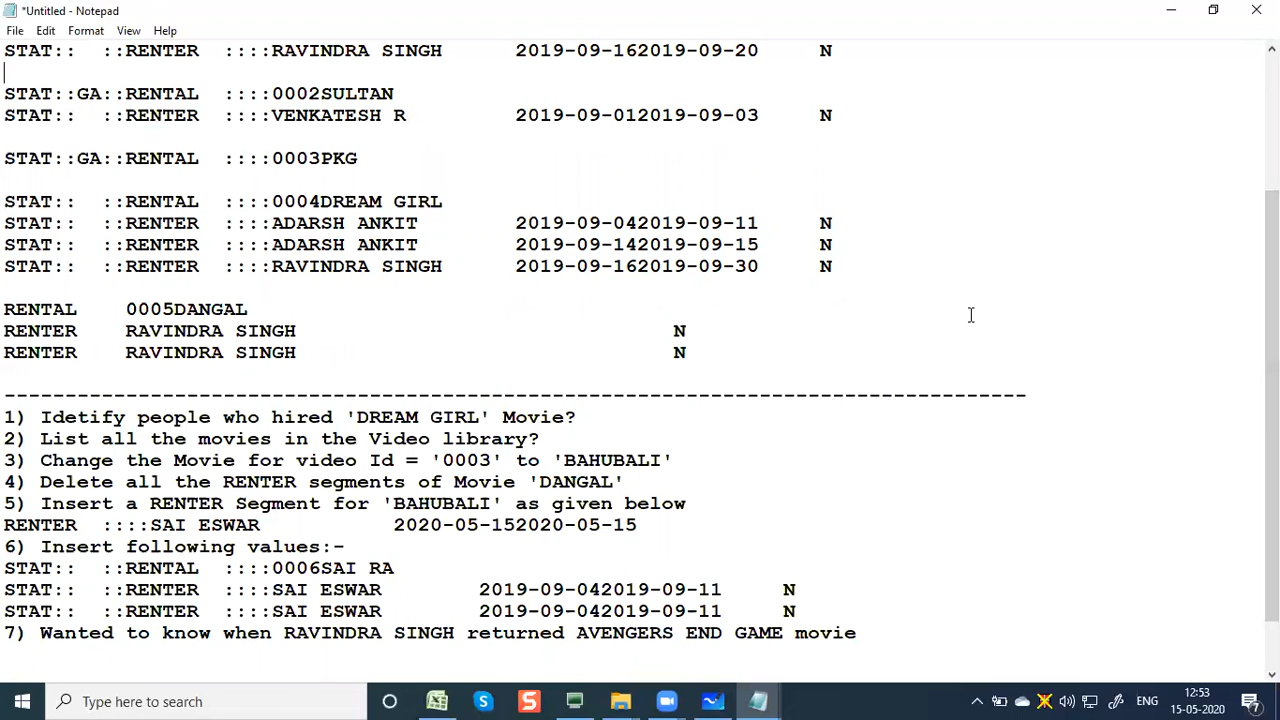 *Untitled - Notepad
File Edit Format View Help
STAT:: ::RENTER ::::RAVINDRA SINGH 2019-09-162019-09-20 N
STAT::GA::RENTAL ::::0002SULTAN
STAT:: ::RENTER ::::VENKATESH R 2019-09-012019-09-03 N
STAT::GA::RENTAL ::::0003PKG
STAT:: ::RENTAL ::::0004DREAM GIRL
STAT:: ::RENTER ::::ADARSH ANKIT 2019-09-042019-09-11 N
STAT:: ::RENTER ::::ADARSH ANKIT 2019-09-142019-09-15 N
STAT:: ::RENTER ::::RAVINDRA SINGH 2019-09-162019-09-30 N
RENTAL 0005DANGAL
RENTER RAVINDRA SINGH N
RENTER RAVINDRA SINGH N
------------------------------------------------------------------------------------
1) Idetify people who hired 'DREAM GIRL' Movie?
2) List all the movies in the Video library?
3) Change the Movie for video Id = '0003' to 'BAHUBALI'
4) Delete all the RENTER segments of Movie 'DANGAL'
5) Insert a RENTER Segment for 'BAHUBALI' as given below
RENTER ::::SAI ESWAR 2020-05-152020-05-15
6) Insert following values:-
STAT:: ::RENTAL ::::0006SAI RA
STAT:: ::RENTER ::::SAI ESWAR 2019-09-042019-09-11 N
STAT:: ::RENTER ::::SAI ESWAR 2019-09-042019-09-11 N
7) Wanted to know when RAVINDRA SINGH returned AVENGERS END GAME movie
Type here to search
ENG
12:53
15-05-2020
7